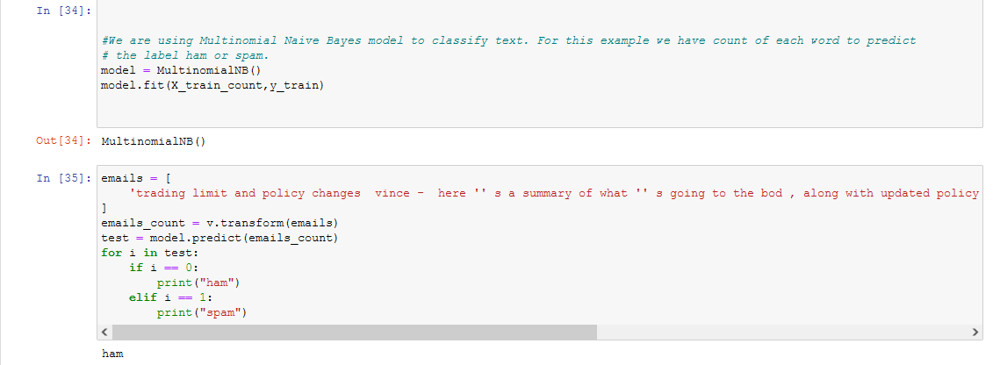 In [34]:
#We are using Multinomial Naive Bayes model to classify text. For this example we have count of each word to predict
# the label ham or spam.
model = MultinomialNB()
model.fit(X_train_count,y_train)
Out[34]: MultinomialNB()
In [35]: emails = [
    'trading limit and policy changes  vince -  here '' s a summary of what '' s going to the bod , along with updated policy
]
emails_count = v.transform(emails)
test = model.predict(emails_count)
for i in test:
    if i == 0:
        print("ham")
    elif i == 1:
        print("spam")
ham